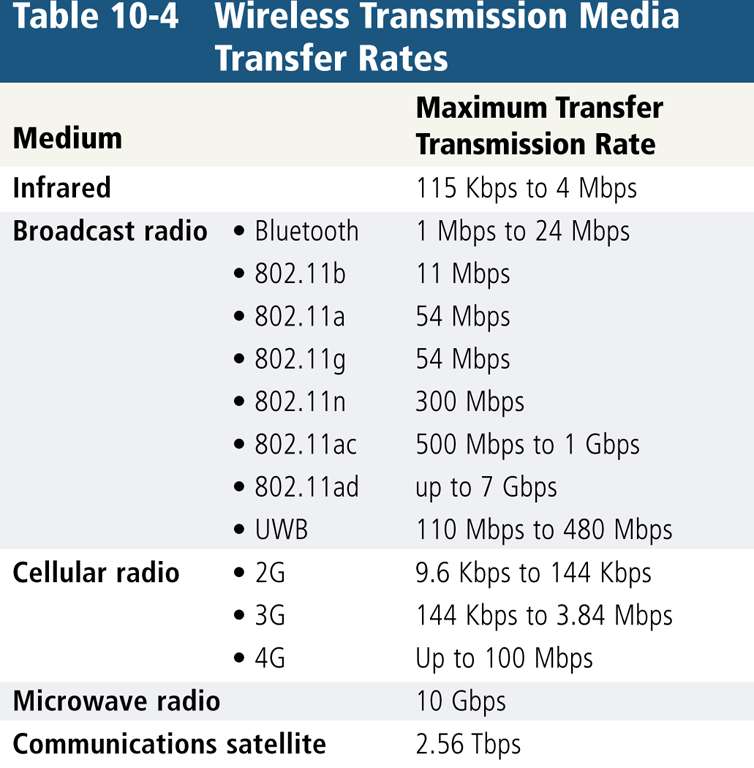 Table 10-4 Wireless Transmission Media
Transfer Rates
Maximum Transfer
Medium Transmission Rate
Infrared 115 Kbps to 4 Mbps
Broadcast radio • Bluetooth 1 Mbps to 24 Mbps
• 802.11b 11 Mbps
• 802.11a 54 Mbps
• 802.11g 54 Mbps
• 802.11n 300 Mbps
• 802.11ac 500 Mbps to 1 Gbps
• 802.11ad up to 7 Gbps
• UWB 110 Mbps to 480 Mbps
Cellular radio • 2G 9.6 Kbps to 144 Kbps
• 3G 144 Kbps to 3.84 Mbps
• 4G Up to 100 Mbps
Microwave radio 10 Gbps
Communications satellite 2.56 Tbps